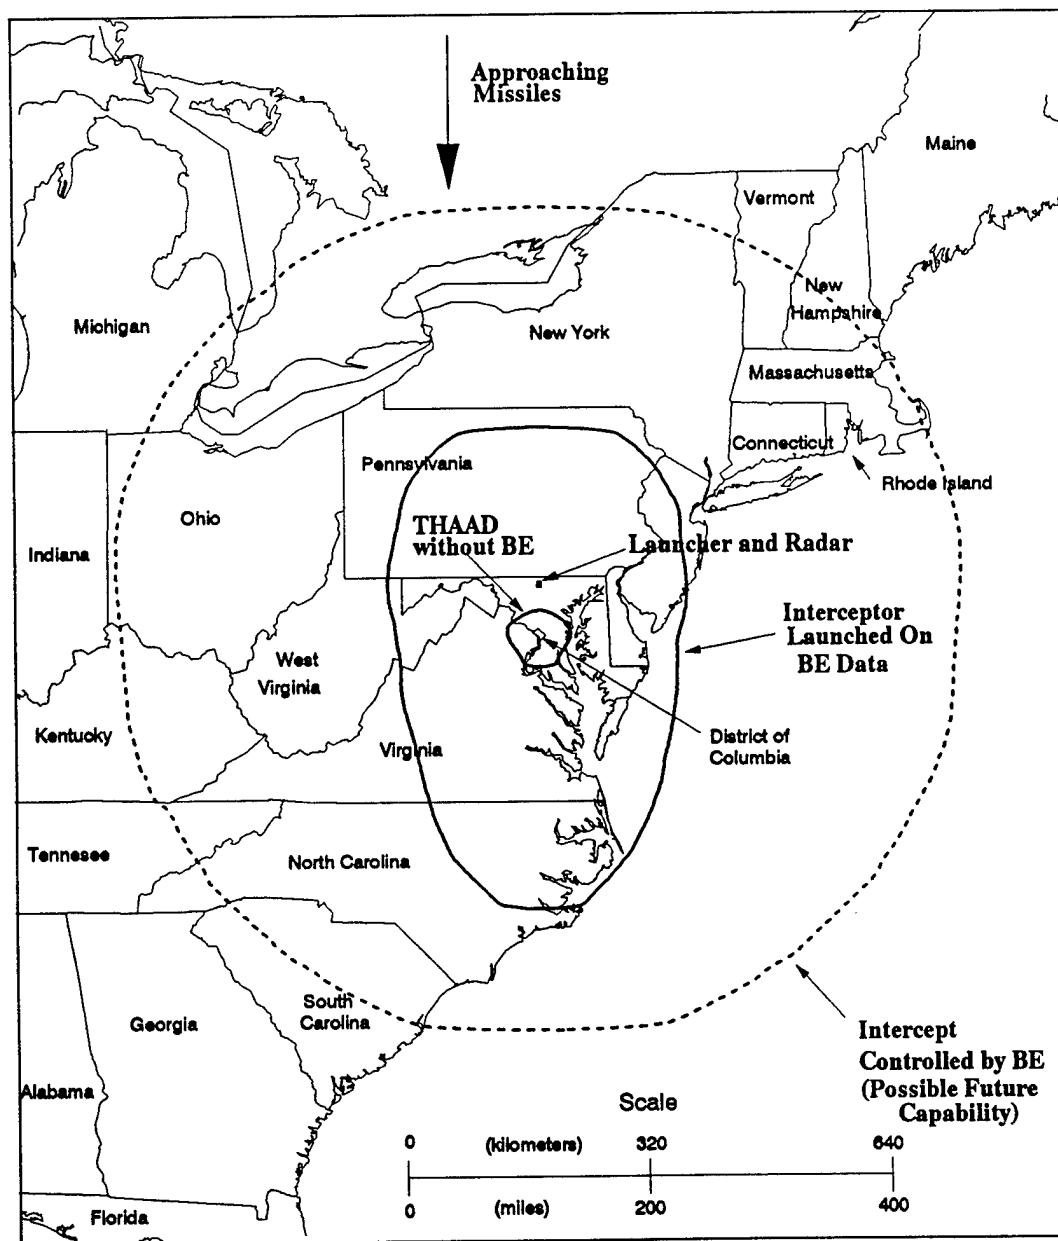 Approaching
Missiles
Maine
Vermont
New
Hampshire
Michigan
New York
Massachusetts
Connecticut
Rhode Island
Pennsylvania
Ohio
THAAD
without BE
Launcher and Radar
Indiana
Interceptor
Launched On
BE Data
West
Virginia
Kentucky
Virginia
District of
Columbia
Tennesee
North Carolina
South
Carolina
Georgia
Intercept
Controlled by BE
(Possible Future
Capability)
Alabama
Scale
0 (kilometers) 320 640
0 (miles) 200 400
Florida